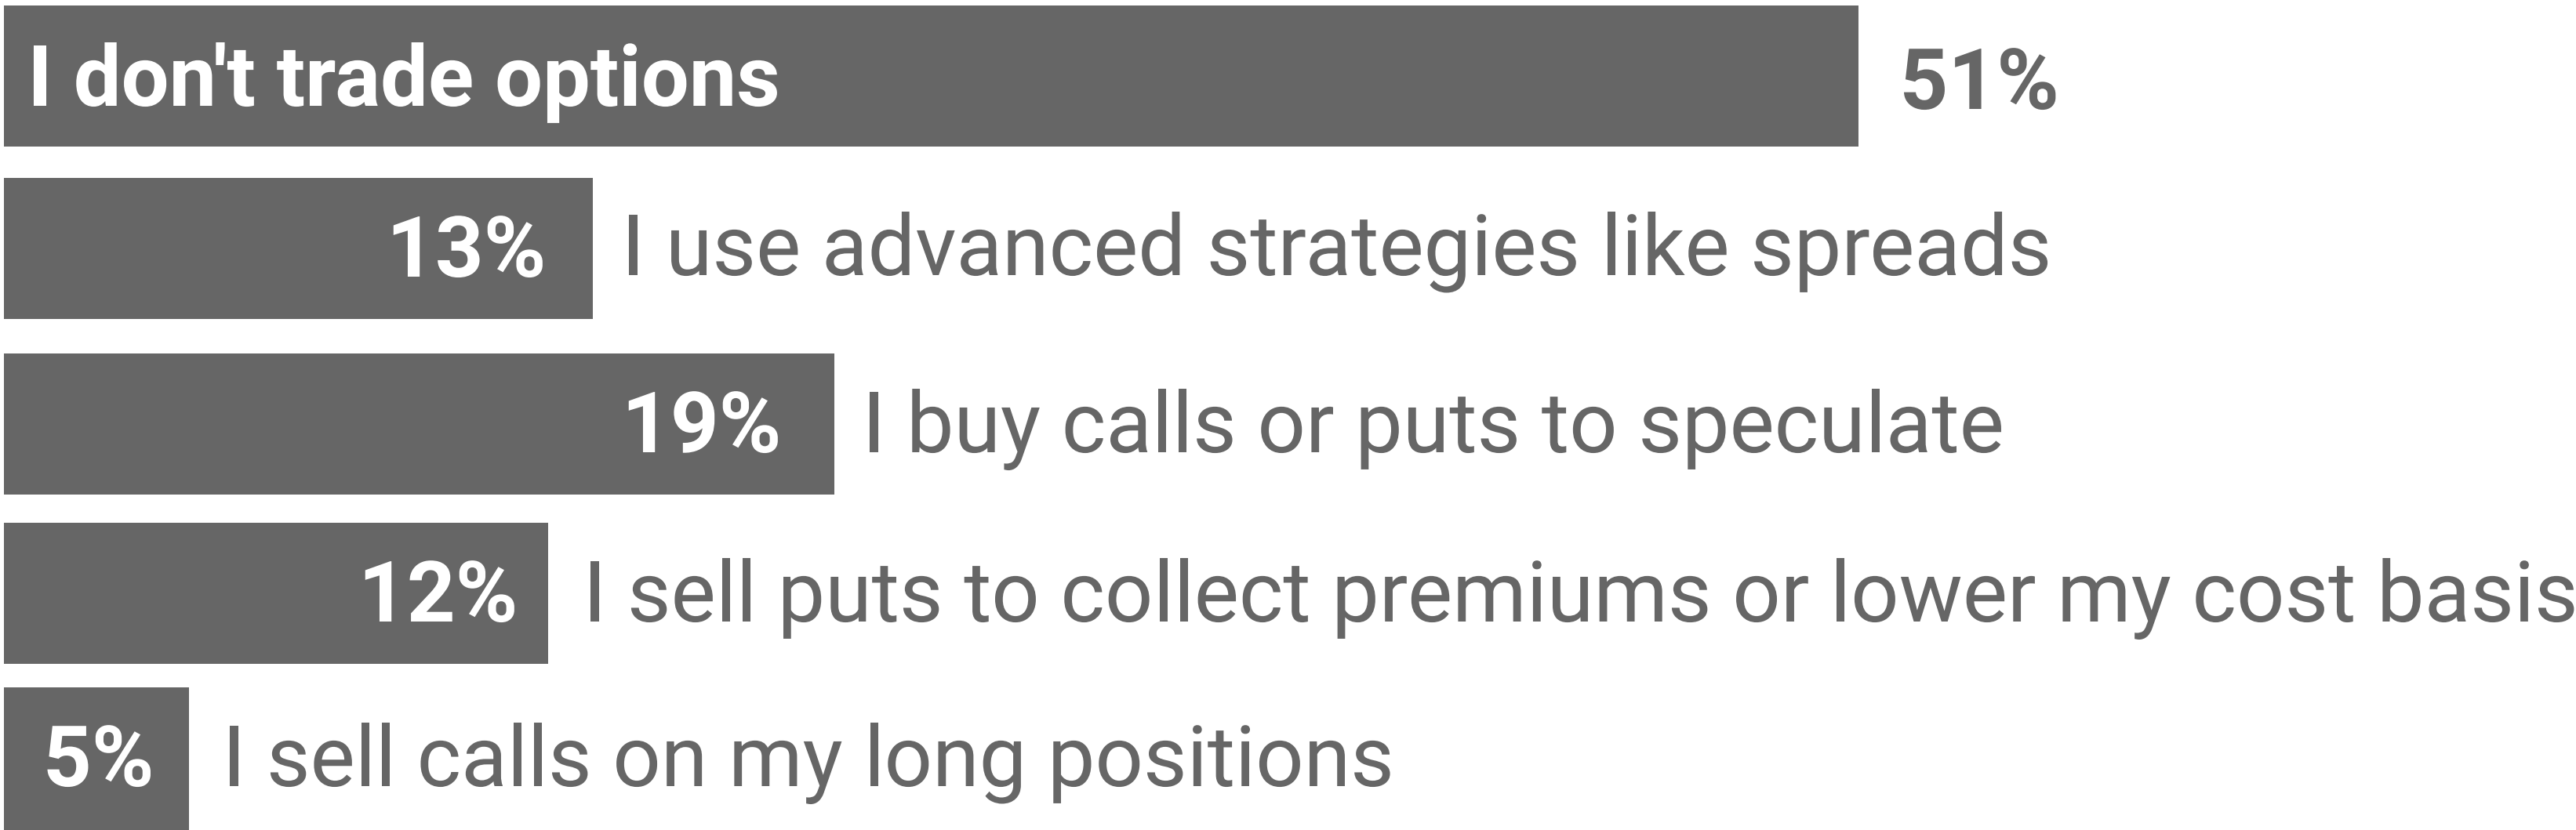 I don't trade options 51%
13% I use advanced strategies like spreads
19% I buy calls or puts to speculate
12% I sell puts to collect premiums or lower my cost basis
5% I sell calls on my long positions